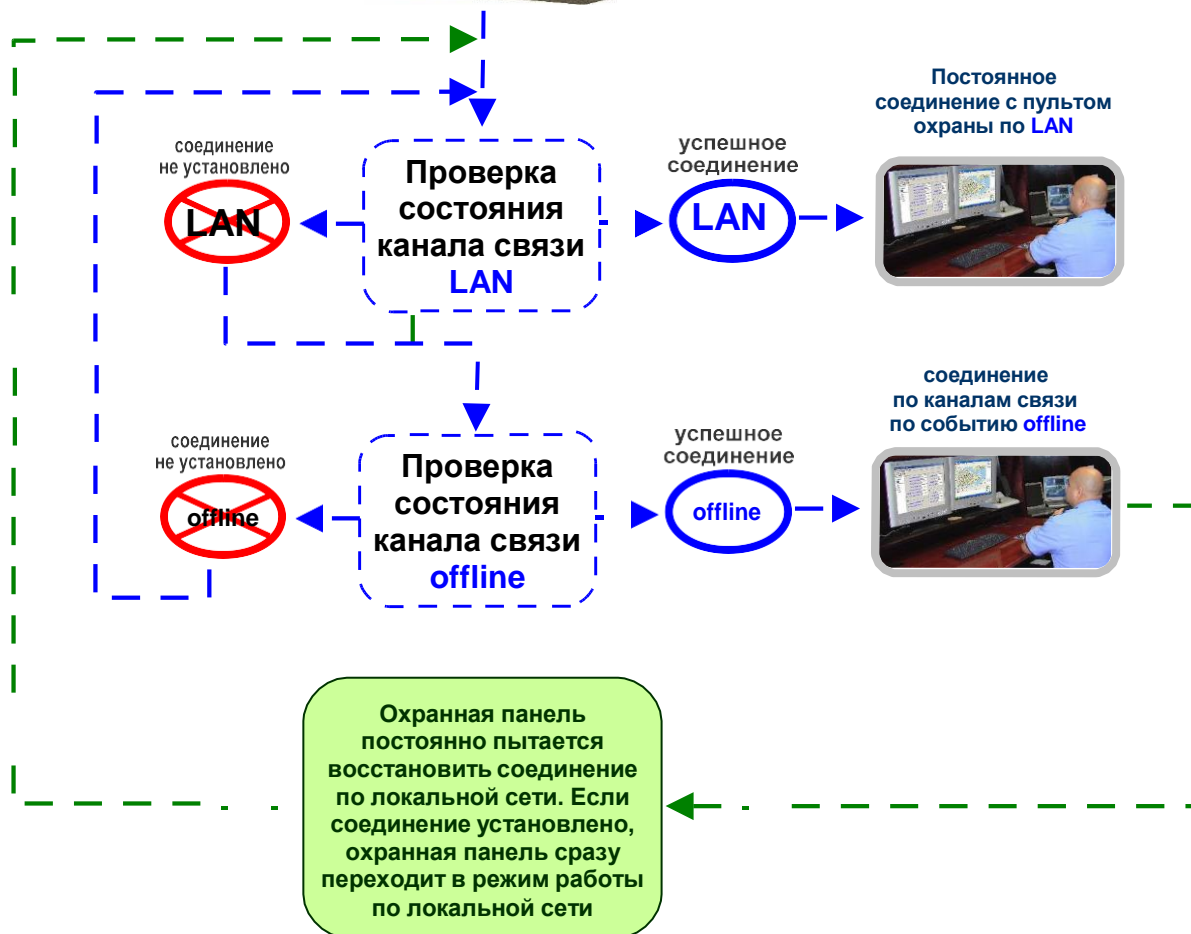 Постоянное
соединение с пультом
охраны по LAN
соединение
не установлено
LAN
Проверка
состояния
канала связи
LAN
успешное
соединение
LAN
соединение
по каналам связи
по событию offline
соединение
не установлено
offline
Проверка
состояния
канала связи
offline
успешное
соединение
offline
Охранная панель
постоянно пытается
восстановить соединение
по локальной сети. Если
соединение установлено,
охранная панель сразу
переходит в режим работы
по локальной сети